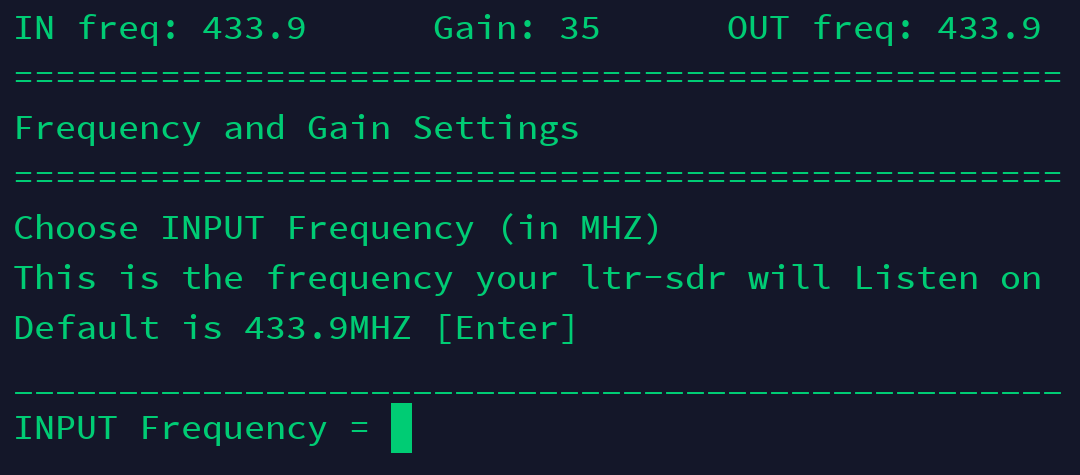 IN freq: 433.9      Gain: 35      OUT freq: 433.9
==================================================
Frequency and Gain Settings
==================================================
Choose INPUT Frequency (in MHZ)
This is the frequency your ltr-sdr will Listen on
Default is 433.9MHZ [Enter]
__________________________________________________
INPUT Frequency =